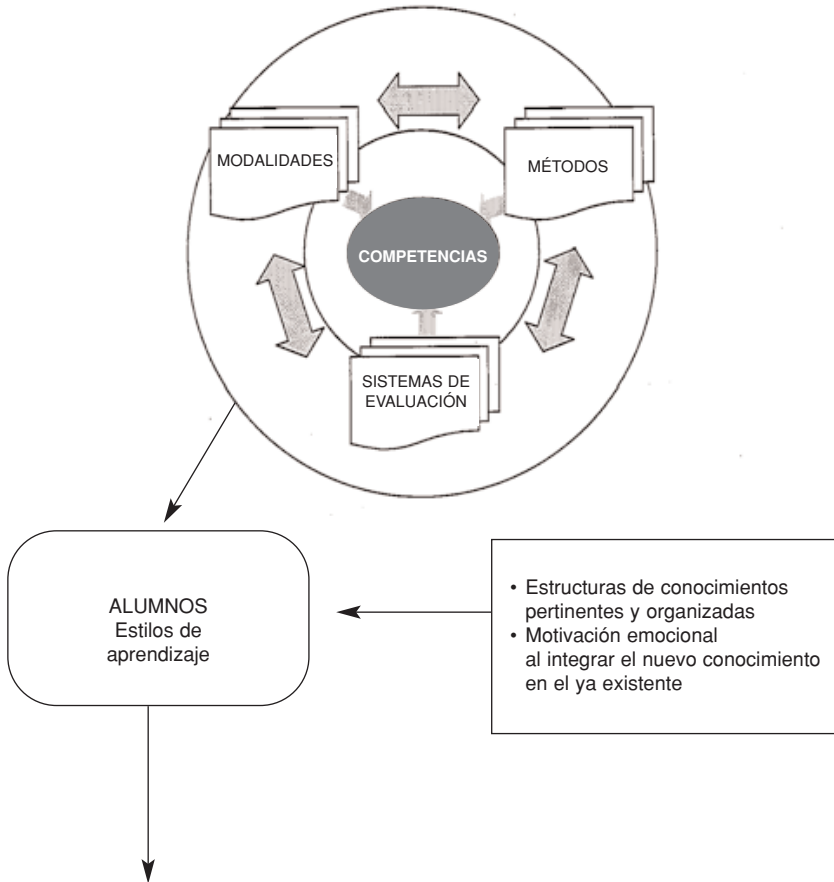 MODALIDADES
MÉTODOS
COMPETENCIAS
SISTEMAS DE
EVALUACIÓN
ALUMNOS
Estilos de
aprendizaje
• Estructuras de conocimientos
pertinentes y organizadas
• Motivación emocional
al integrar el nuevo conocimiento
en el ya existente